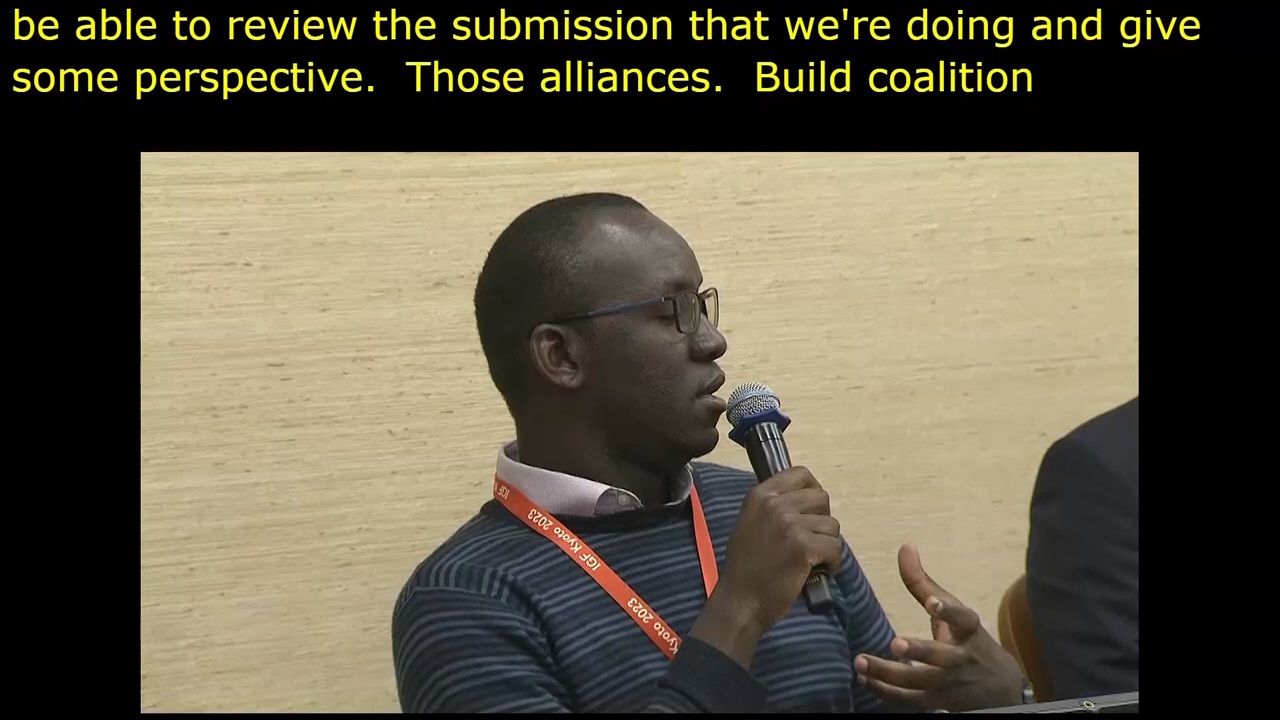 be able to review the submission that we're doing and give
some perspective.  Those alliances.  Build coalition
IGF Kyoto 2023
Kyoto 2023